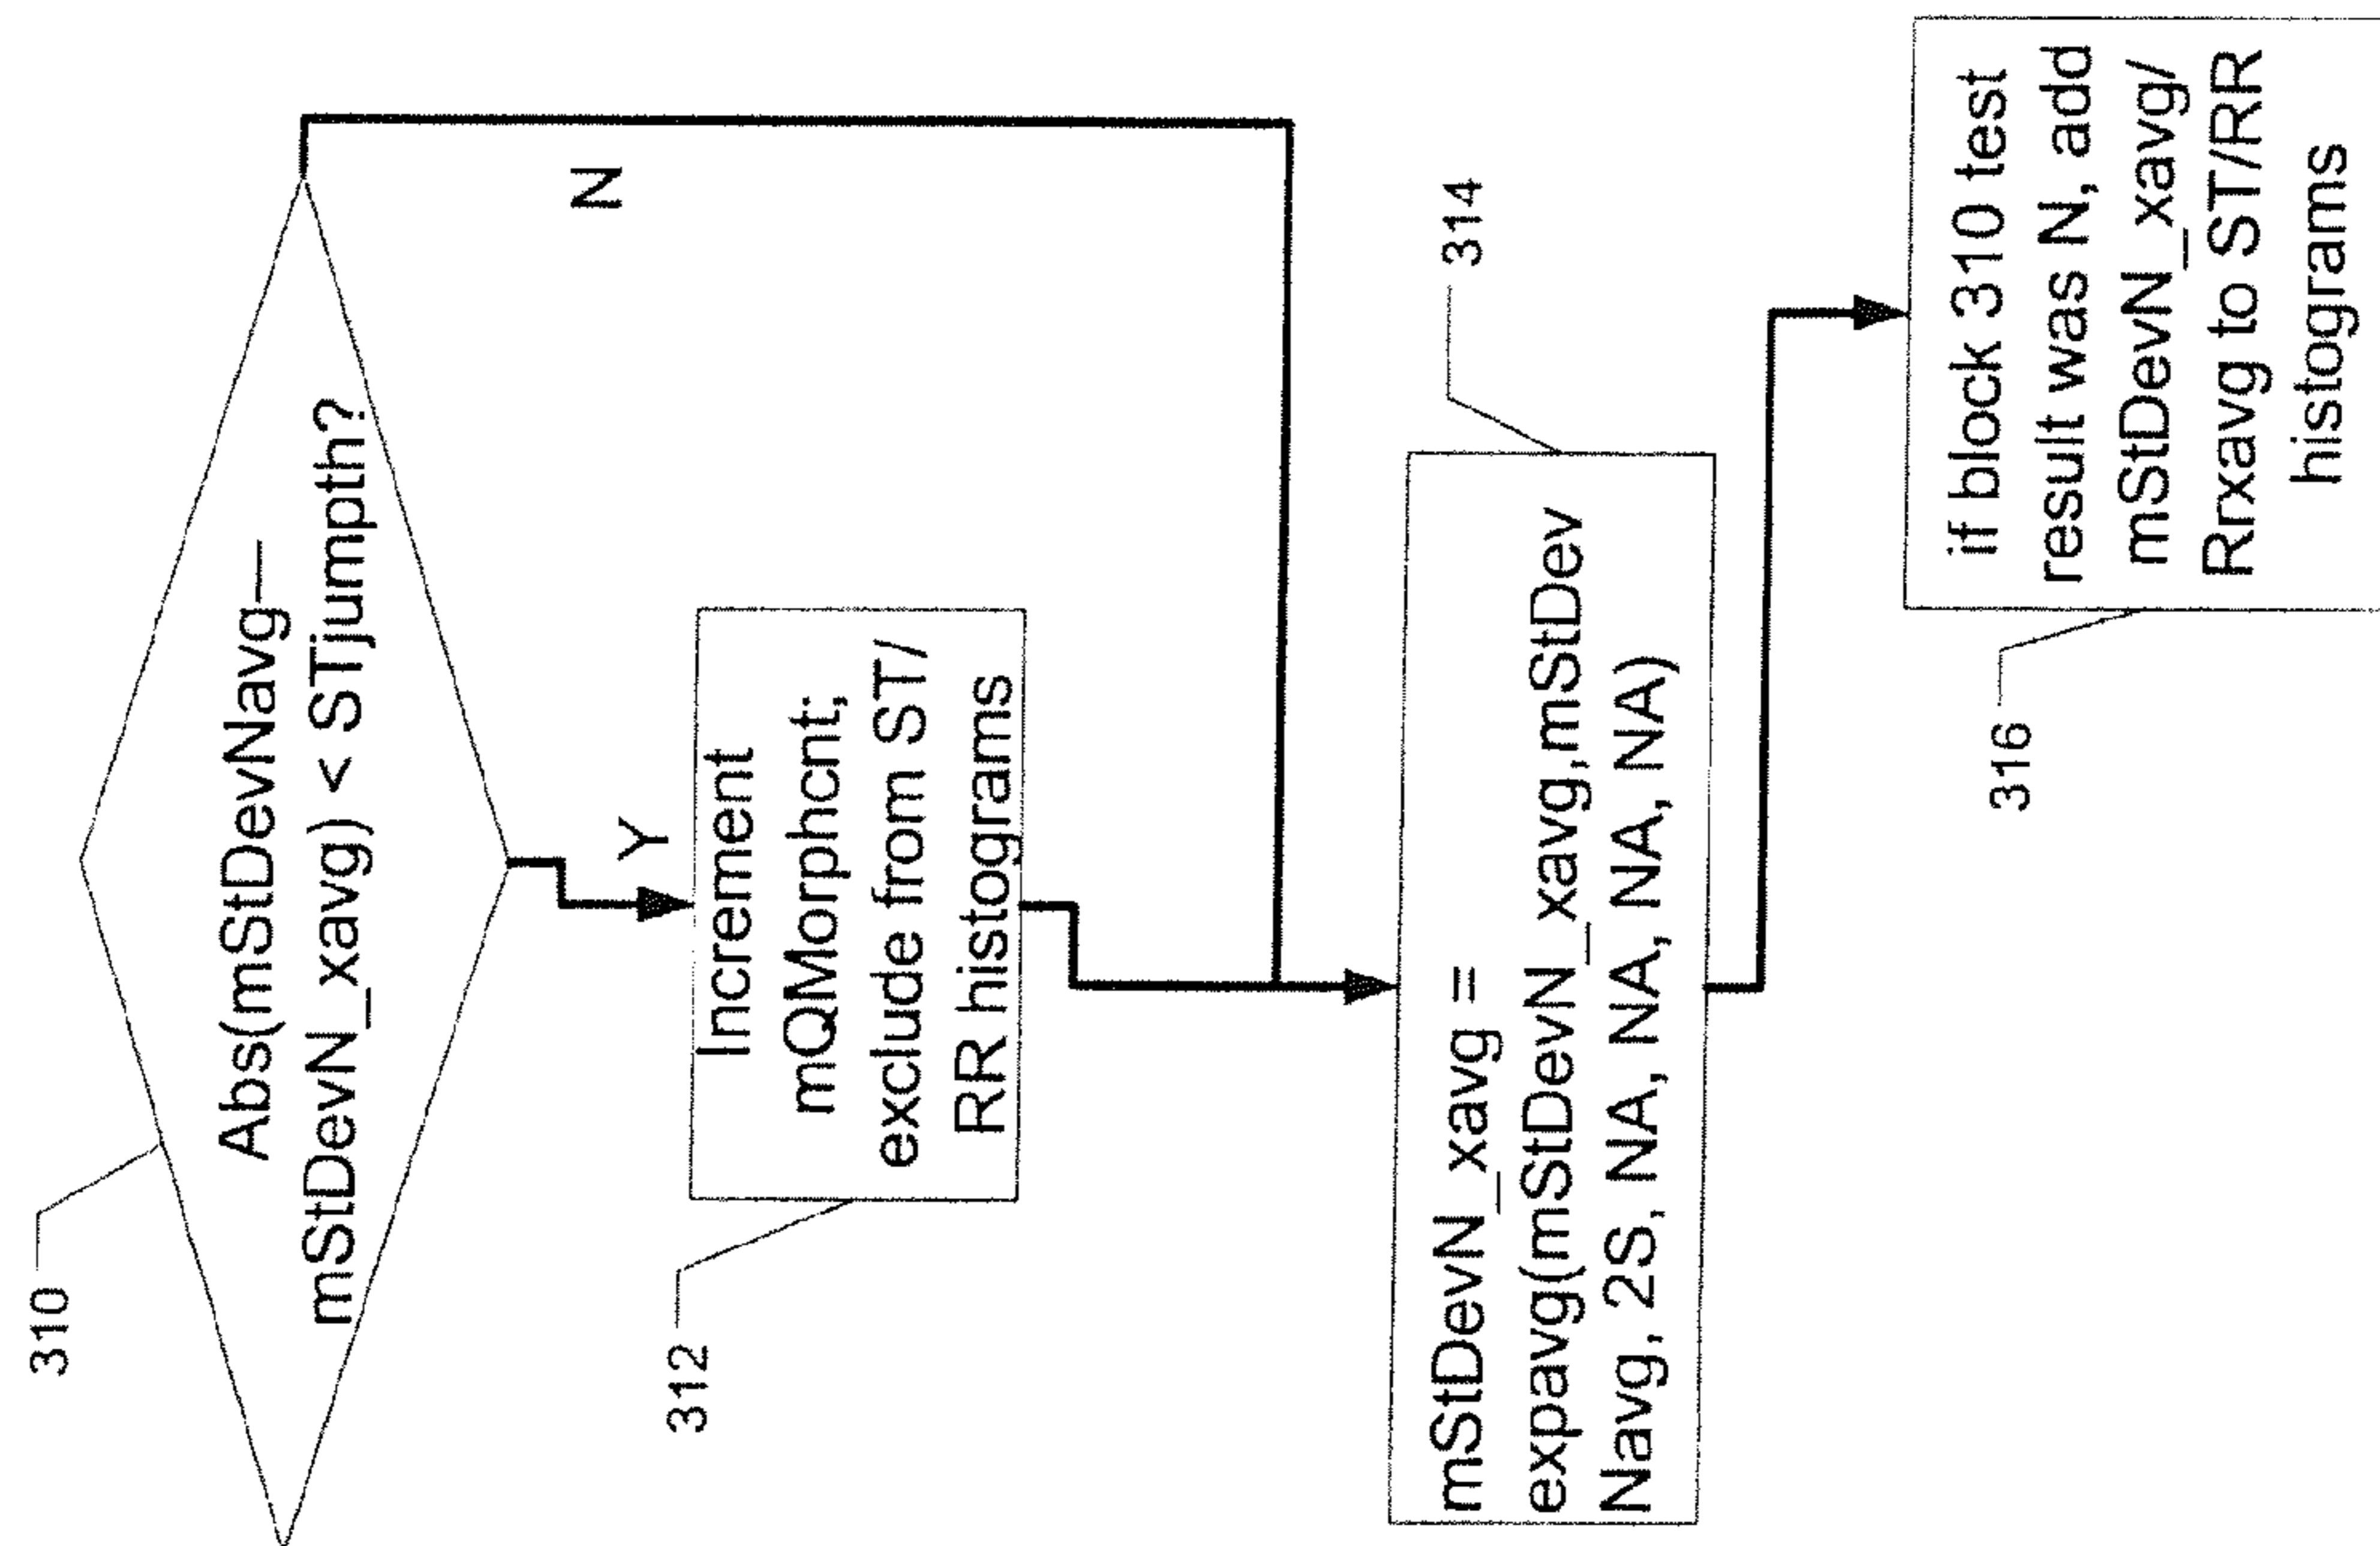 310
Abs(mStDevNavg—
mStDevN_xavg) < STjumpth?
N
Y
312
Increment
mQMorphcnt;
exclude from ST/
RR histograms
314
mStDevN_xavg =
expavg(mStDevN_xavg,mStDev
Navg, 2S, NA, NA, NA, NA)
316
if block 310 test
result was N, add
mStDevN_xavg/
Rrxavg to ST/RR
histograms